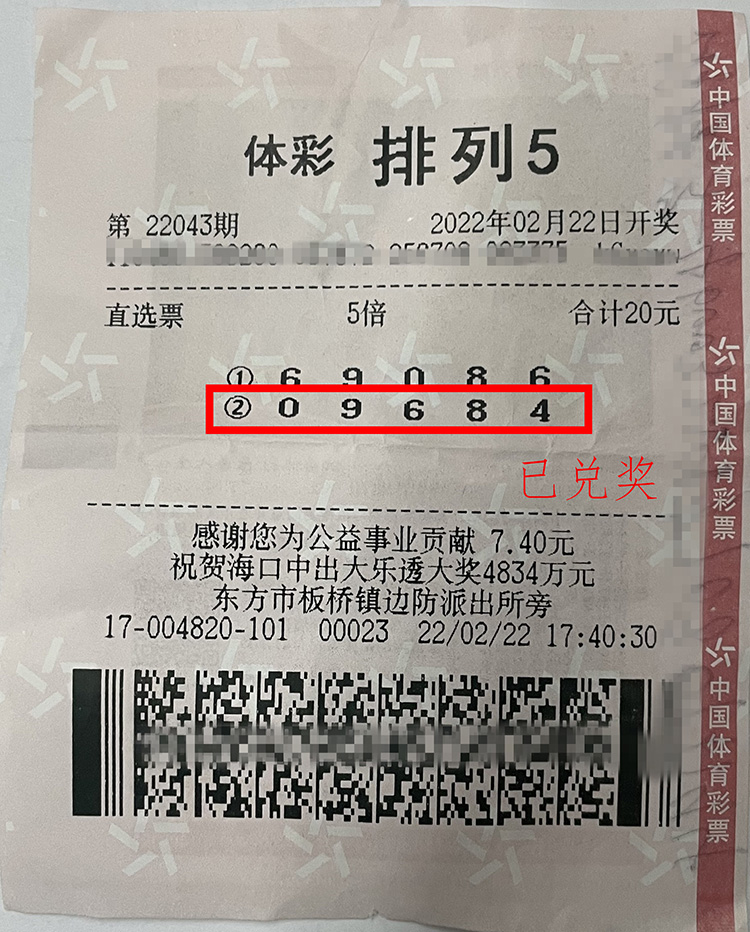 体彩 排列5
第 22043期 2022年02月22日开奖
直选票 5倍 合计20元
① 6 9 0 8 6
② 0 9 6 8 4
已兑奖
感谢您为公益事业贡献 7.40元
祝贺海口中出大乐透大奖4834万元
东方市板桥镇边防派出所旁
17-004820-101 00023 22/02/22 17:40:30
中国体育彩票
中国体育彩票
中国体育彩票